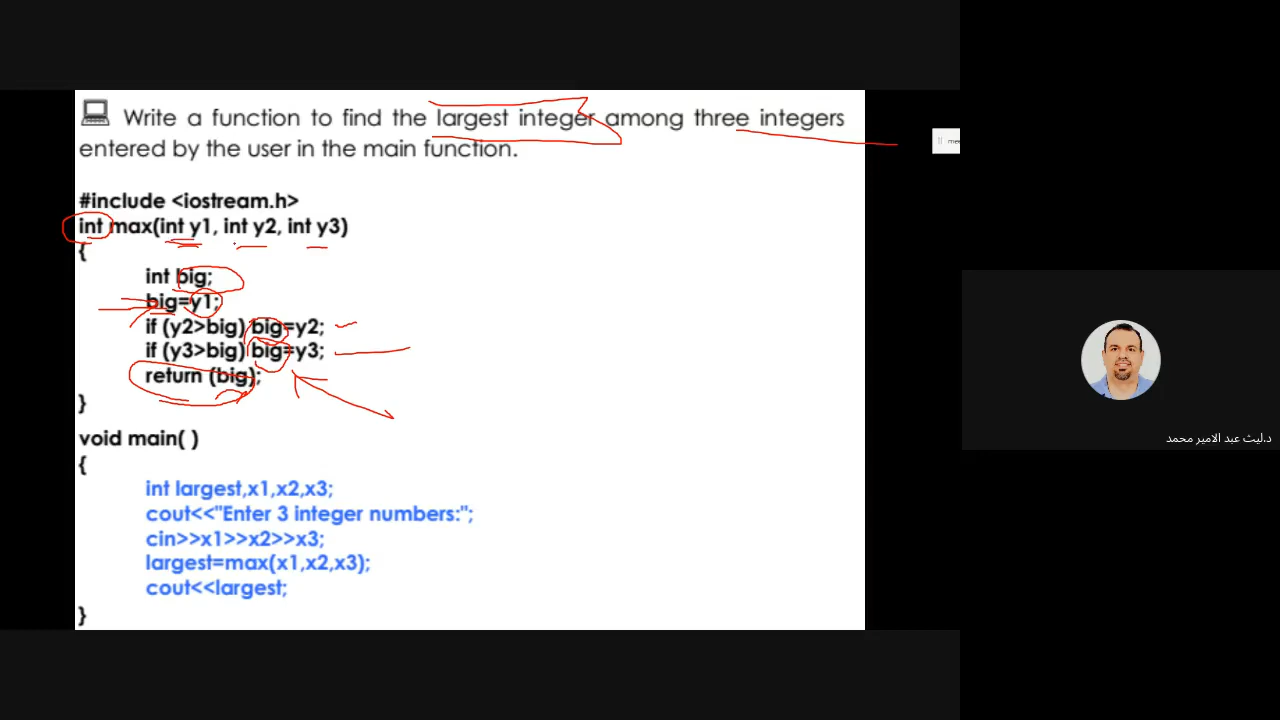 Write a function to find the largest integer among three integers
entered by the user in the main function.
#include <iostream.h>
int max(int y1, int y2, int y3)
{
int big;
big=y1;
if (y2>big) big=y2;
if (y3>big) big=y3;
return (big);
}
void main( )
{
int largest,x1,x2,x3;
cout<<"Enter 3 integer numbers:";
cin>>x1>>x2>>x3;
largest=max(x1,x2,x3);
cout<<largest;
}
د.ليث عبد الامير محمد